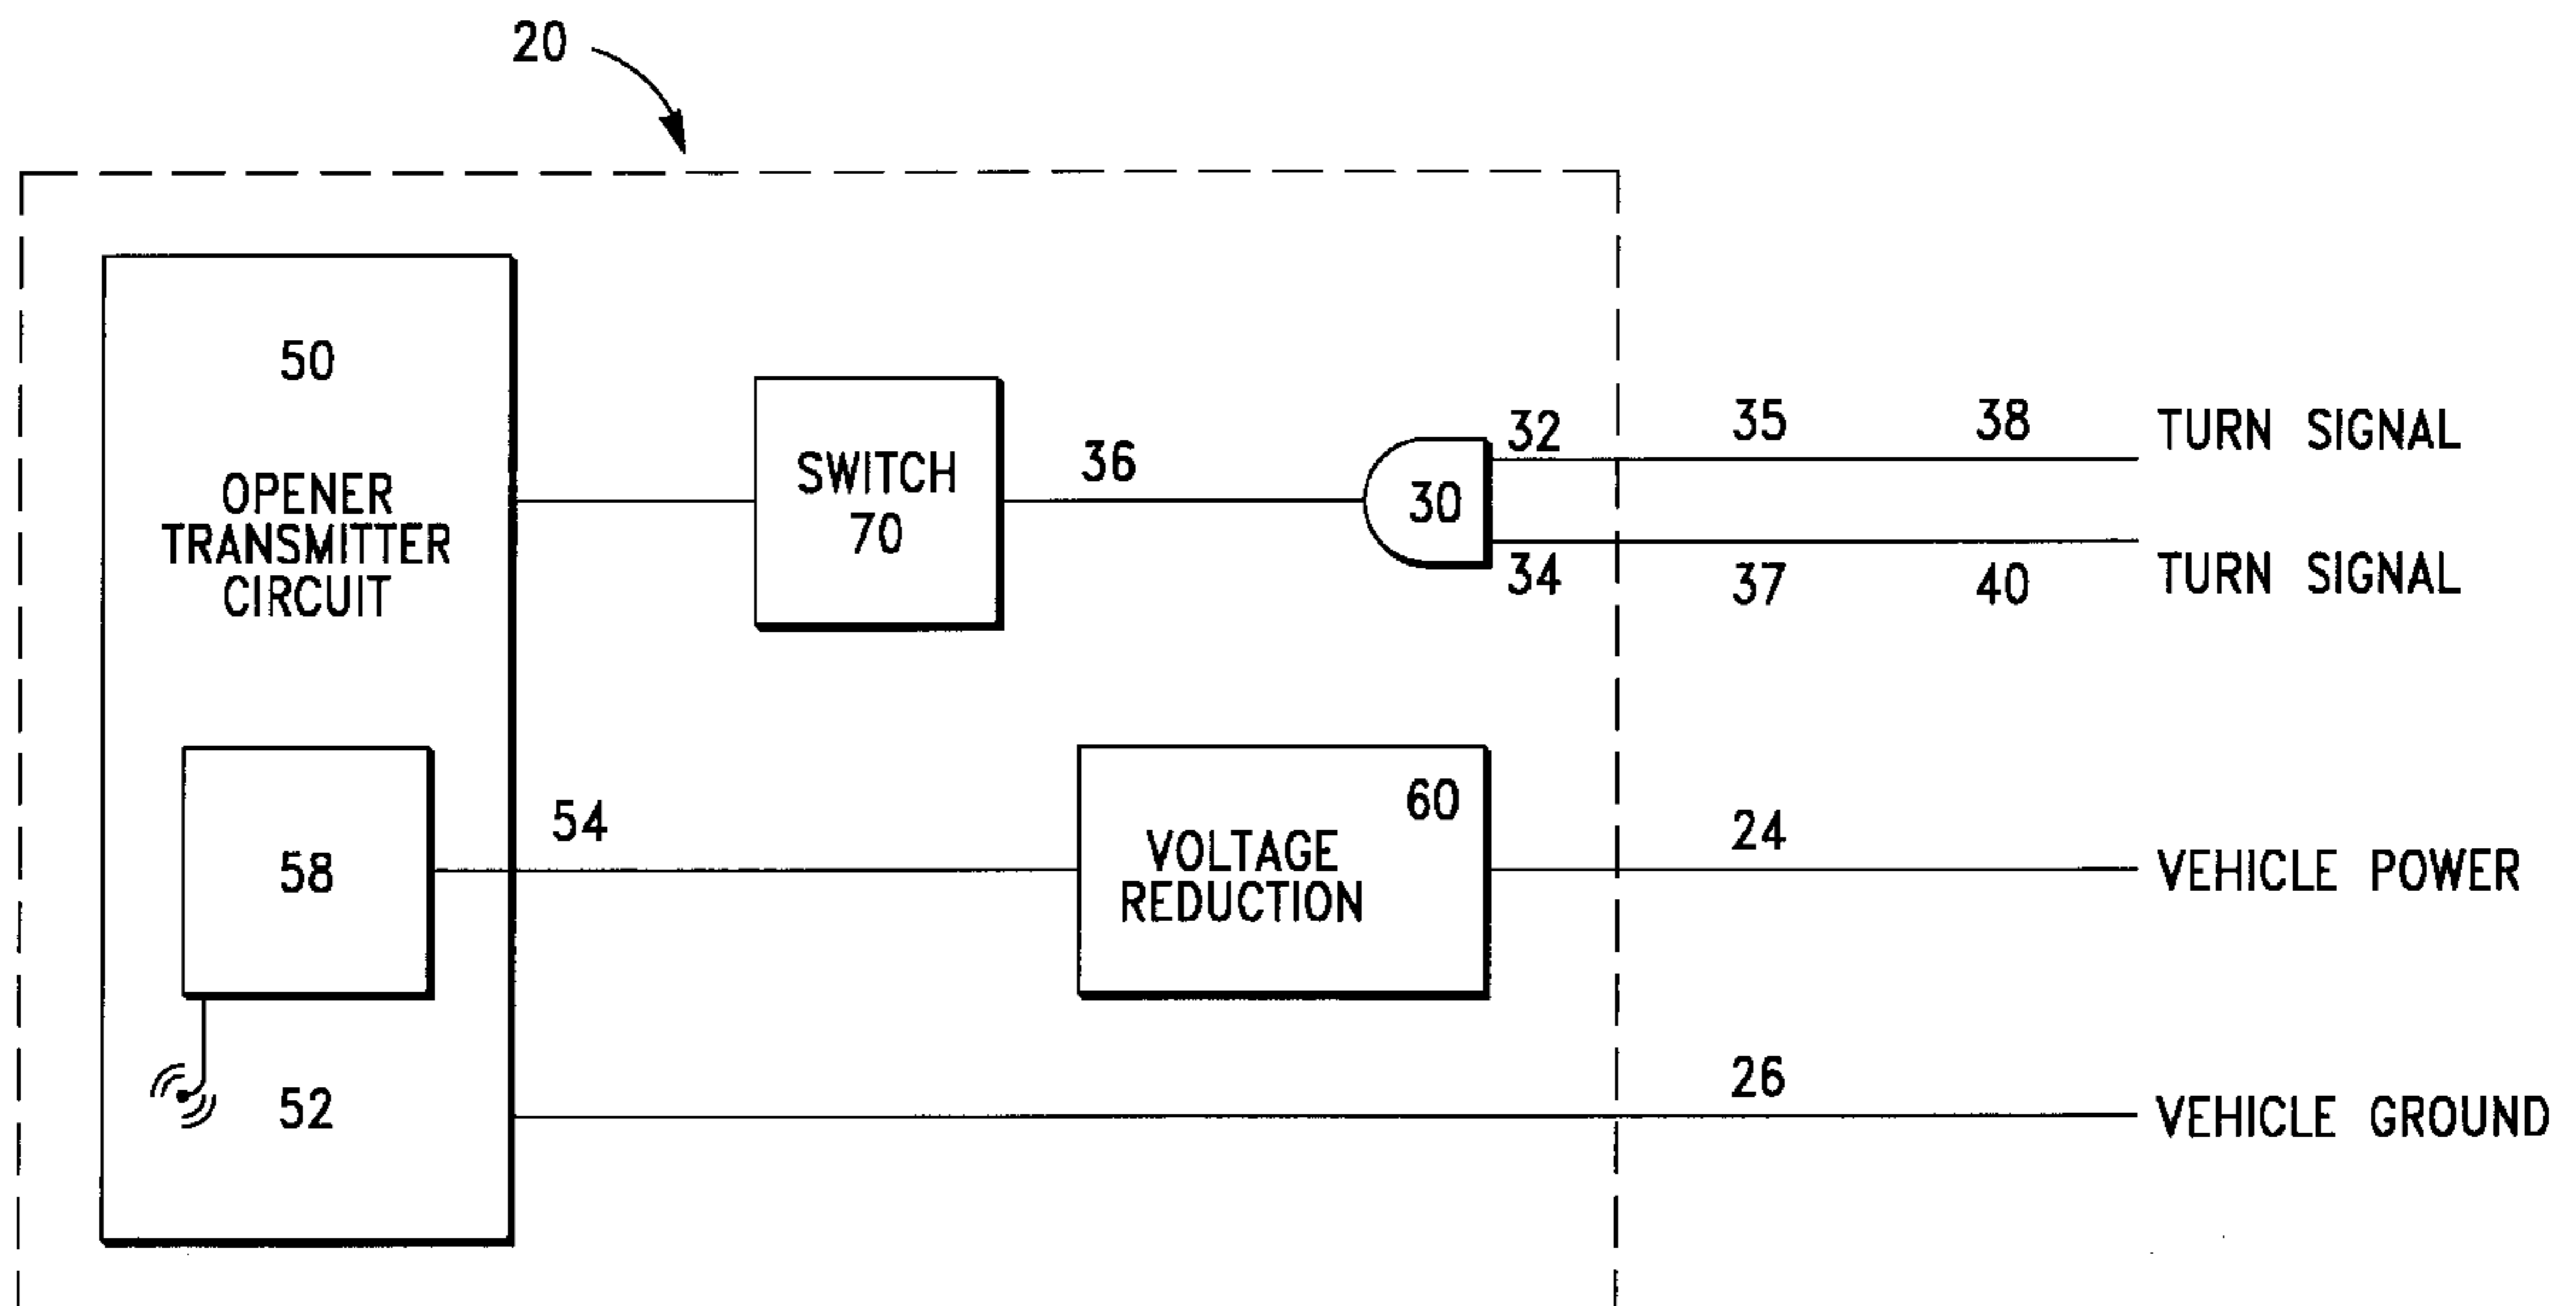 20
50
OPENER
TRANSMITTER
CIRCUIT
SWITCH
70
36
30
32
34
35
38
TURN SIGNAL
37
40
TURN SIGNAL
58
54
60
VOLTAGE
REDUCTION
24
VEHICLE POWER
52
26
VEHICLE GROUND